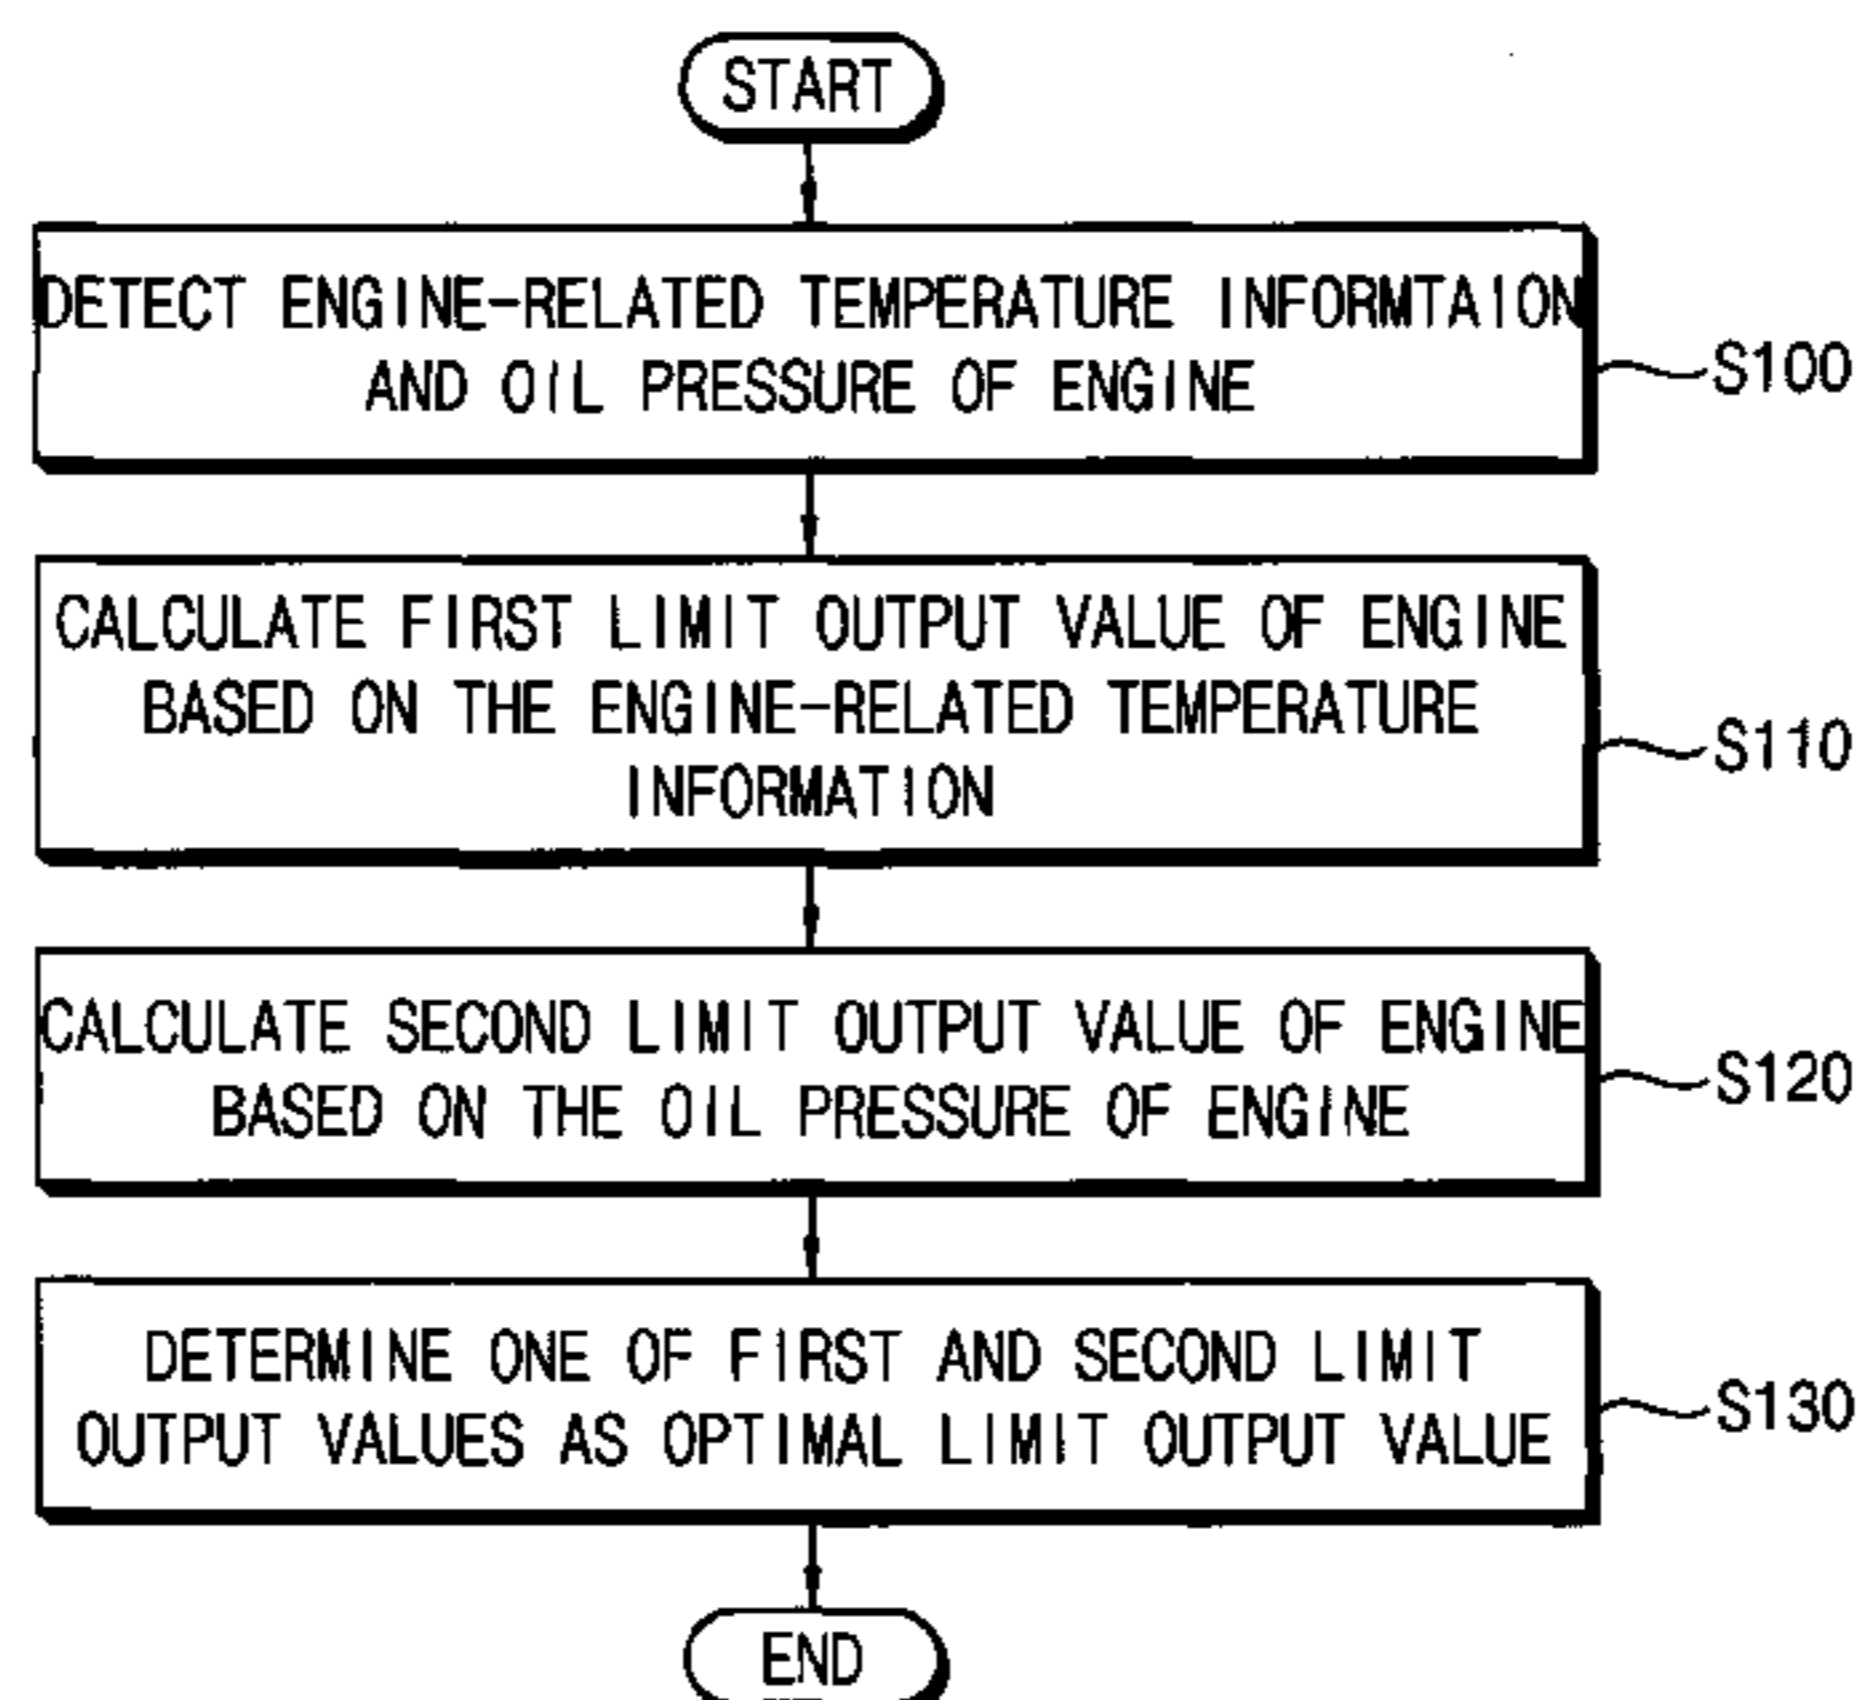 START
DETECT ENGINE-RELATED TEMPERATURE INFORMTAION
AND OIL PRESSURE OF ENGINE
S100
CALCULATE FIRST LIMIT OUTPUT VALUE OF ENGINE
BASED ON THE ENGINE-RELATED TEMPERATURE
INFORMATION
S110
CALCULATE SECOND LIMIT OUTPUT VALUE OF ENGINE
BASED ON THE OIL PRESSURE OF ENGINE
S120
DETERMINE ONE OF FIRST AND SECOND LIMIT
OUTPUT VALUES AS OPTIMAL LIMIT OUTPUT VALUE
S130
END